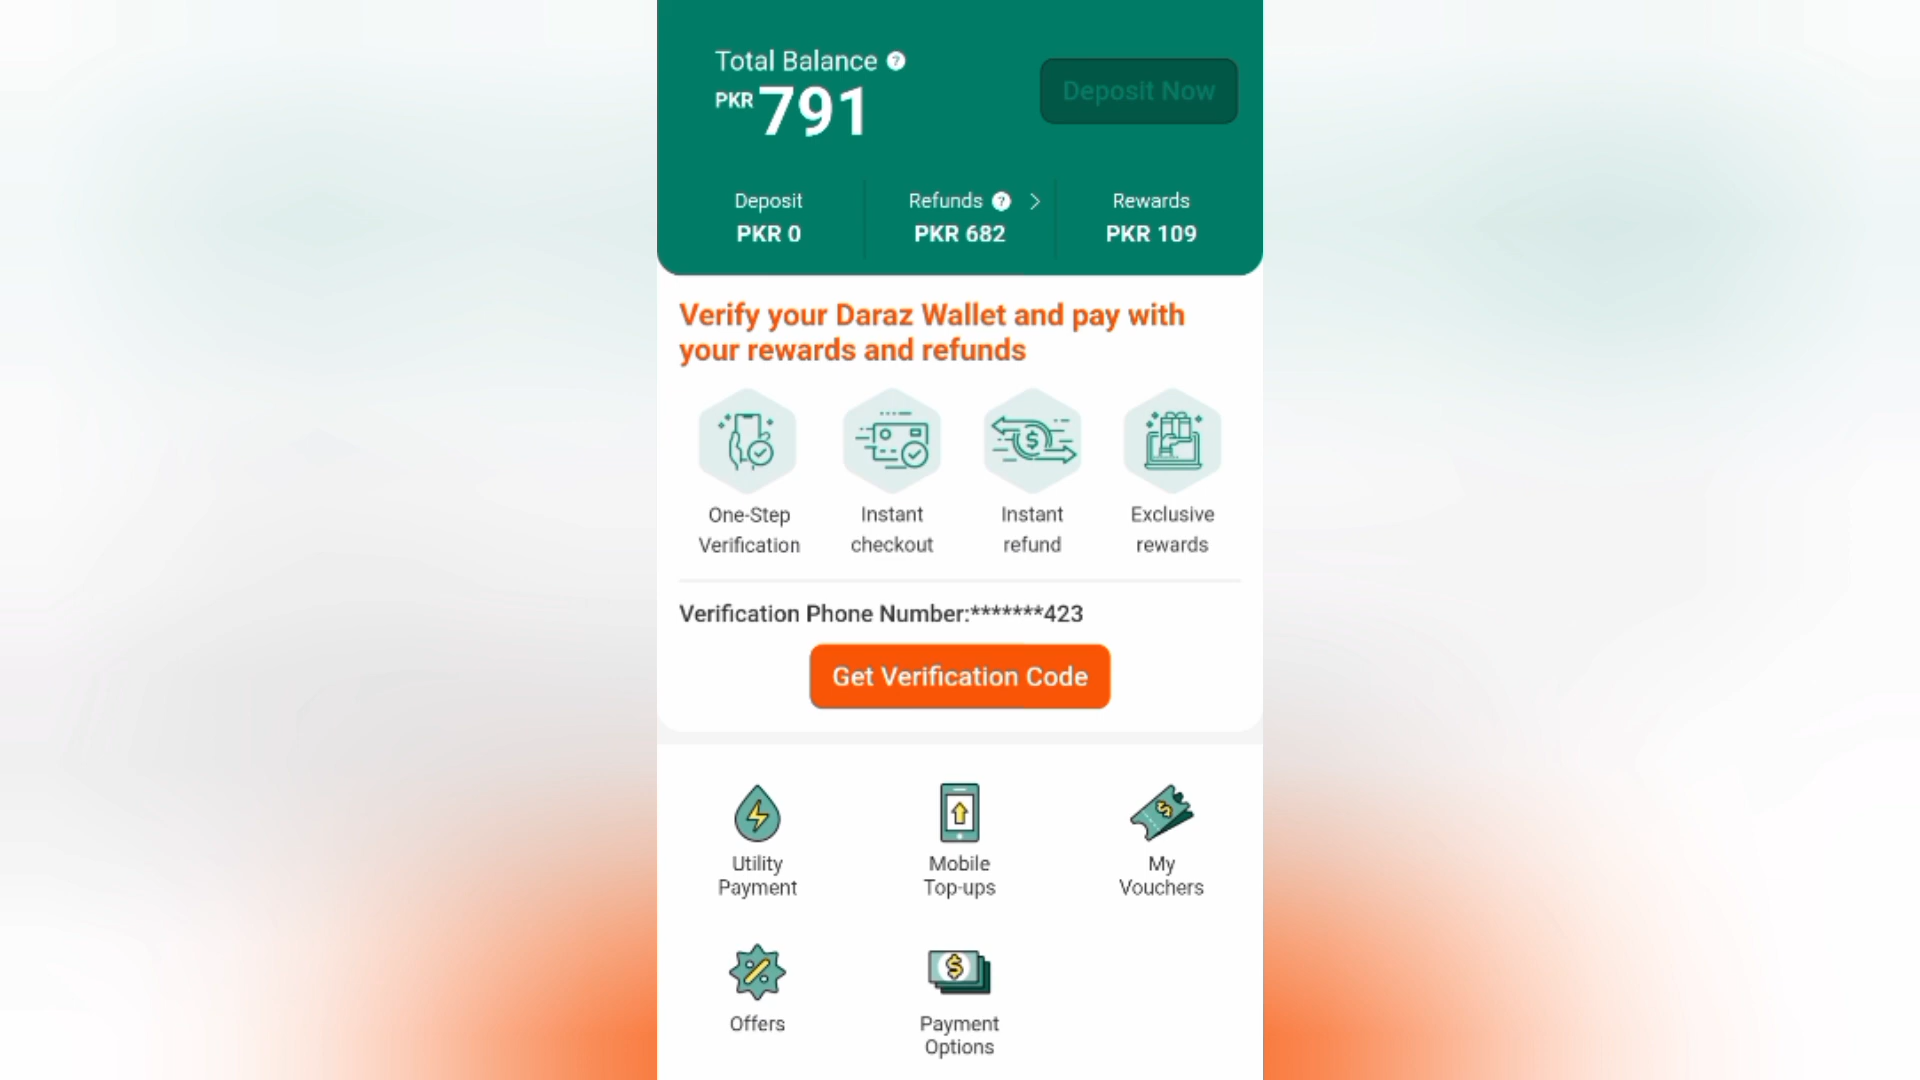 Total Balance ?
PKR 791
Deposit Now
Deposit
PKR 0
Refunds ? >
PKR 682
Rewards
PKR 109
Verify your Daraz Wallet and pay with
your rewards and refunds
One-Step
Verification
Instant
checkout
Instant
refund
Exclusive
rewards
Verification Phone Number:*******423
Get Verification Code
Utility
Payment
Mobile
Top-ups
My
Vouchers
Offers
Payment
Options